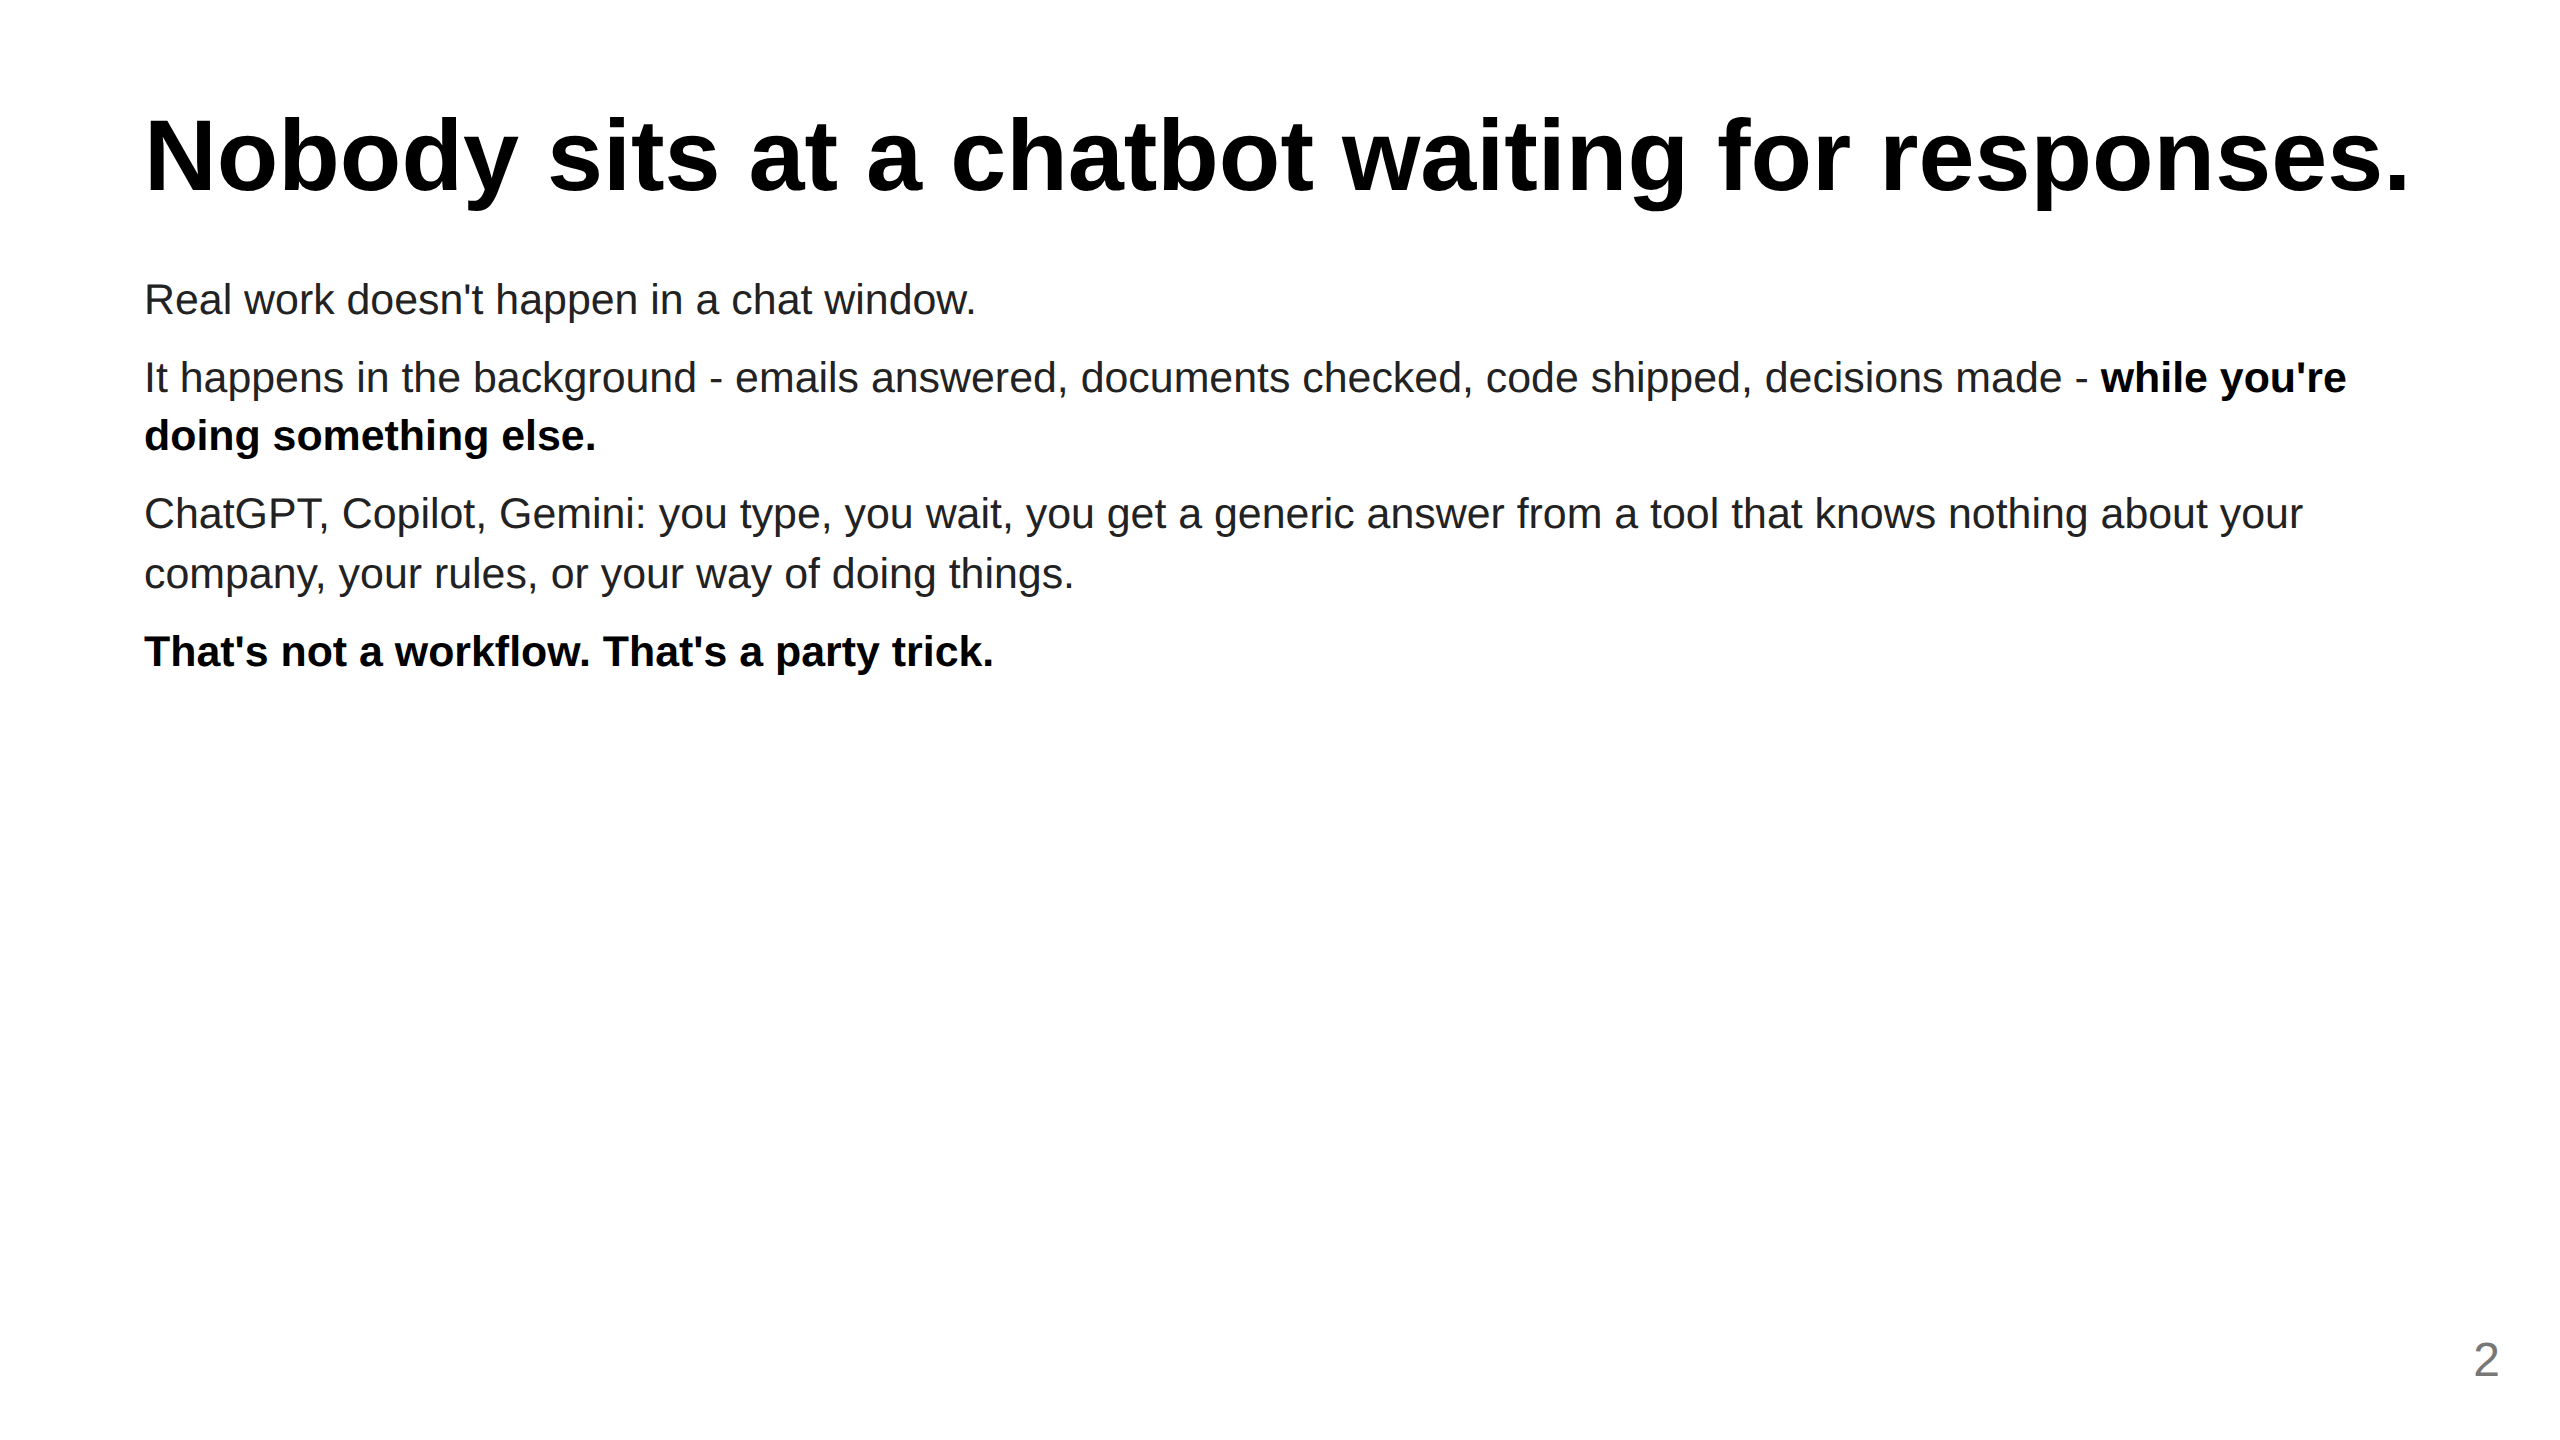 Nobody sits at a chatbot waiting for responses.
Real work doesn't happen in a chat window.
It happens in the background - emails answered, documents checked, code shipped, decisions made - while you're
doing something else.
ChatGPT, Copilot, Gemini: you type, you wait, you get a generic answer from a tool that knows nothing about your
company, your rules, or your way of doing things.
That's not a workflow. That's a party trick.
2